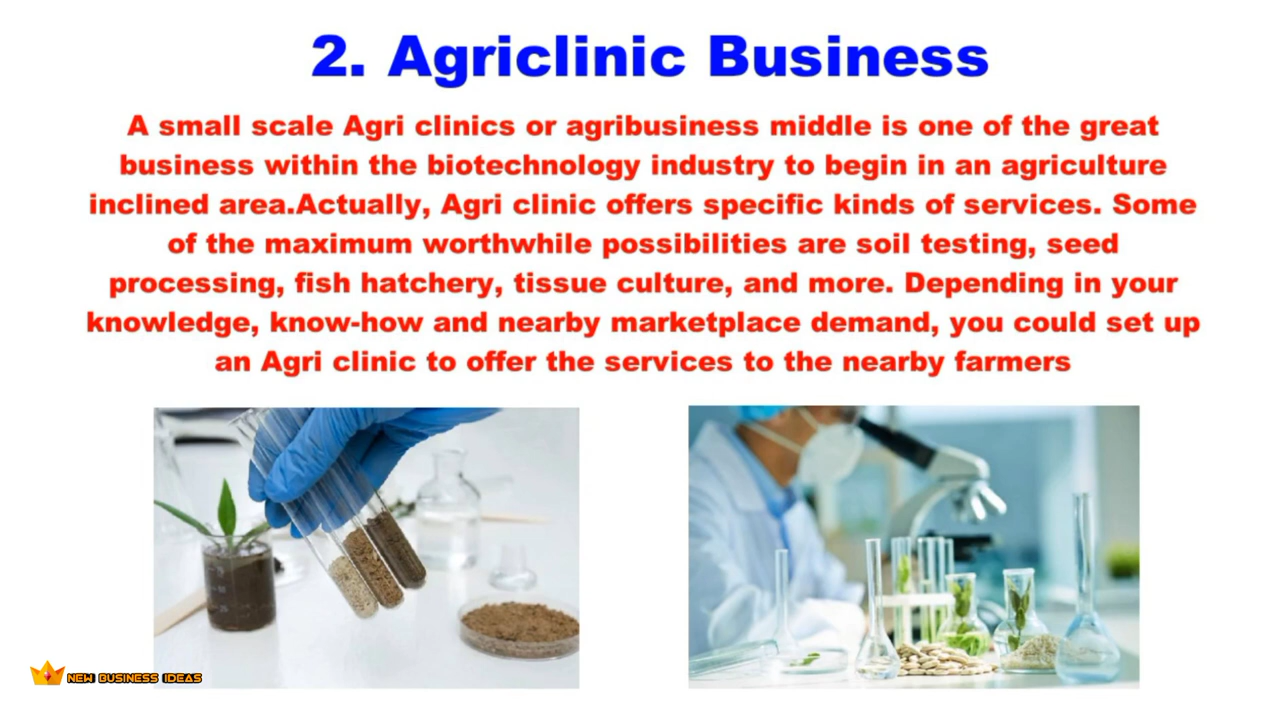 2. Agriclinic Business
A small scale Agri clinics or agribusiness middle is one of the great
business within the biotechnology industry to begin in an agriculture
inclined area.Actually, Agri clinic offers specific kinds of services. Some
of the maximum worthwhile possibilities are soil testing, seed
processing, fish hatchery, tissue culture, and more. Depending in your
knowledge, know-how and nearby marketplace demand, you could set up
an Agri clinic to offer the services to the nearby farmers
NEW BUSINESS IDEAS